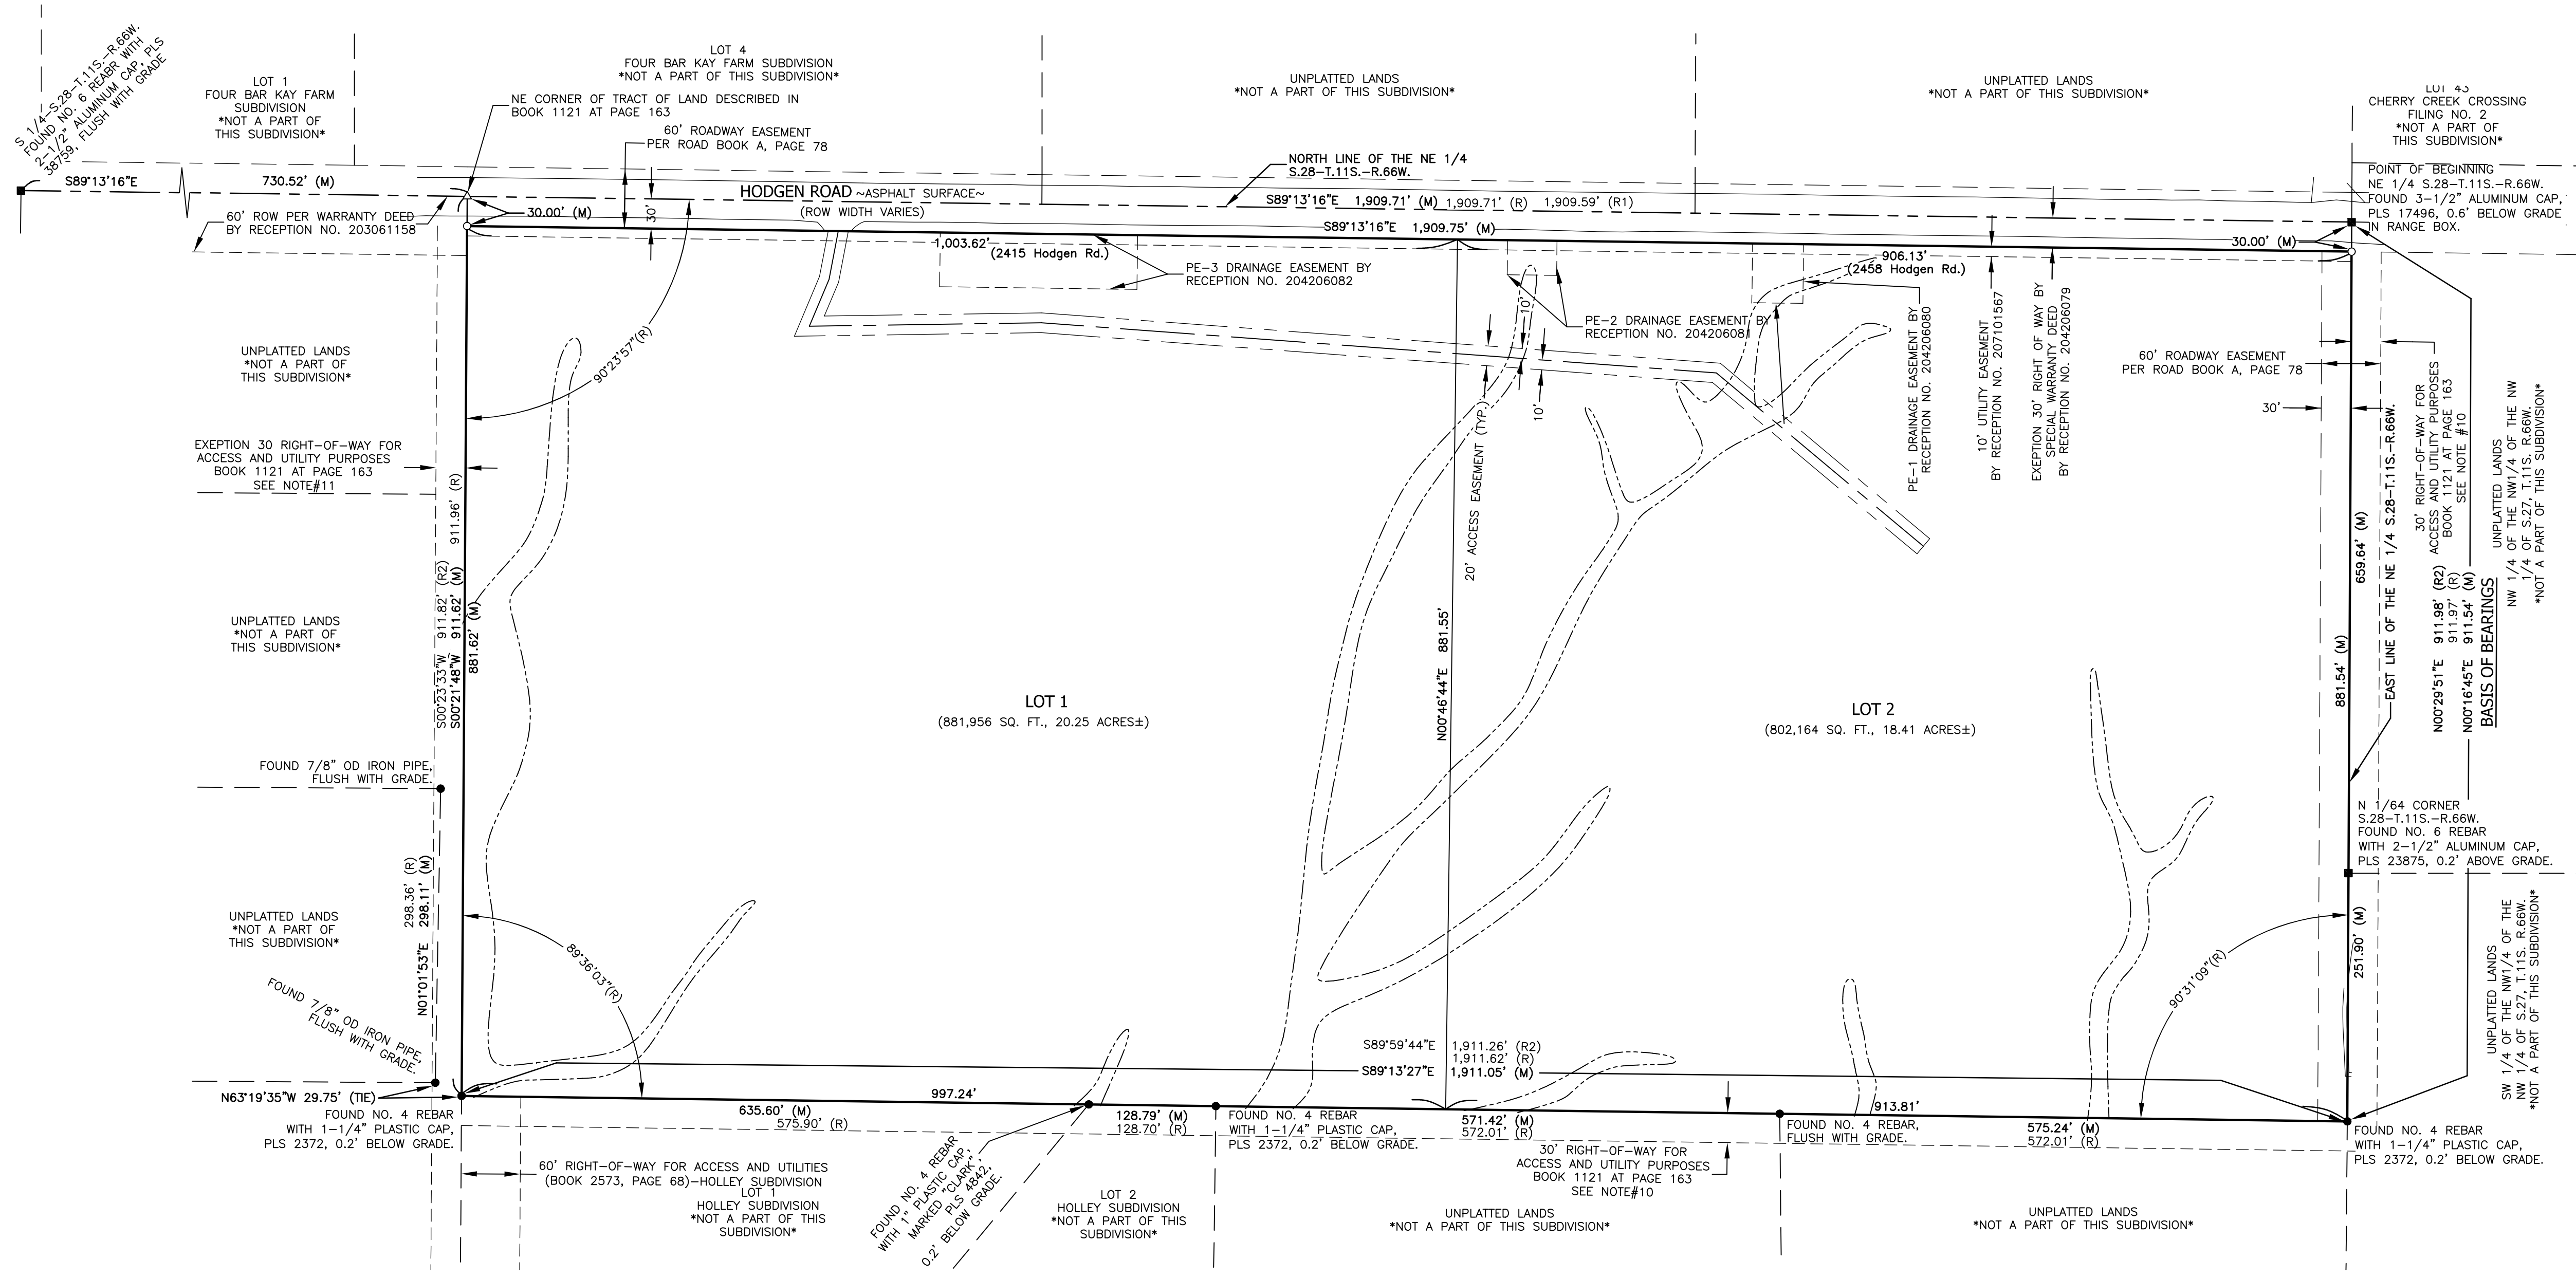 S 1/4-S.28-T.11S.-R.66W.
FOUND NO. 6 REABR WITH
2-1/2" ALUMINUM CAP, PLS
38759, FLUSH WITH GRADE
LOT 1
FOUR BAR KAY FARM
SUBDIVISION
*NOT A PART OF
THIS SUBDIVISION*
LOT 4
FOUR BAR KAY FARM SUBDIVISION
*NOT A PART OF THIS SUBDIVISION*
NE CORNER OF TRACT OF LAND DESCRIBED IN
BOOK 1121 AT PAGE 163
60' ROADWAY EASEMENT
PER ROAD BOOK A, PAGE 78
UNPLATTED LANDS
*NOT A PART OF THIS SUBDIVISION*
UNPLATTED LANDS
*NOT A PART OF THIS SUBDIVISION*
LOT 43
CHERRY CREEK CROSSING
FILING NO. 2
*NOT A PART OF
THIS SUBDIVISION*
POINT OF BEGINNING
NE 1/4 S.28-T.11S.-R.66W.
FOUND 3-1/2" ALUMINUM CAP,
PLS 17496, 0.6' BELOW GRADE
IN RANGE BOX.
NORTH LINE OF THE NE 1/4
S.28-T.11S.-R.66W.
S89°13'16"E 730.52' (M)
HODGEN ROAD ~ASPHALT SURFACE~
(ROW WIDTH VARIES)
S89°13'16"E 1,909.71' (M) 1,909.71' (R) 1,909.59' (R1)
60' ROW PER WARRANTY DEED
BY RECEPTION NO. 203061158
30.00' (M)
30'
S89°13'16"E 1,909.75' (M)
30.00' (M)
1,003.62'
(2415 Hodgen Rd.)
906.13'
(2458 Hodgen Rd.)
PE-3 DRAINAGE EASEMENT BY
RECEPTION NO. 204206082
PE-2 DRAINAGE EASEMENT BY
RECEPTION NO. 204206081
PE-1 DRAINAGE EASEMENT BY
RECEPTION NO. 204206080
10' UTILITY EASEMENT
BY RECEPTION NO. 207101567
EXEPTION 30' RIGHT OF WAY BY
SPECIAL WARRANTY DEED
BY RECEPTION NO. 204206079
60' ROADWAY EASEMENT
PER ROAD BOOK A, PAGE 78
30'
30' RIGHT-OF-WAY FOR
ACCESS AND UTILITY PURPOSES
BOOK 1121 AT PAGE 163
SEE NOTE #10
UNPLATTED LANDS
NW 1/4 OF THE NW1/4 OF THE NW
1/4 OF S.27, T.11S. R.66W.
*NOT A PART OF THIS SUBDIVISION*
UNPLATTED LANDS
*NOT A PART OF
THIS SUBDIVISION*
90°23'57"(R)
10'
10'
20' ACCESS EASEMENT (TYP.)
EXEPTION 30 RIGHT-OF-WAY FOR
ACCESS AND UTILITY PURPOSES
BOOK 1121 AT PAGE 163
SEE NOTE#11
S00°23'33"W 911.82' (R2) 911.96' (R)
S00°21'48"W 911.62' (M)
881.62' (M)
UNPLATTED LANDS
*NOT A PART OF
THIS SUBDIVISION*
LOT 1
(881,956 SQ. FT., 20.25 ACRES±)
N00°46'44"E 881.55'
LOT 2
(802,164 SQ. FT., 18.41 ACRES±)
659.64' (M)
881.54' (M)
EAST LINE OF THE NE 1/4 S.28-T.11S.-R.66W.
N00°29'51"E 911.98' (R2)
911.97' (R)
N00°16'45"E 911.54' (M)
BASIS OF BEARINGS
FOUND 7/8" OD IRON PIPE,
FLUSH WITH GRADE.
N 1/64 CORNER
S.28-T.11S.-R.66W.
FOUND NO. 6 REBAR
WITH 2-1/2" ALUMINUM CAP,
PLS 23875, 0.2' ABOVE GRADE.
298.36' (R)
N01°01'53"E 298.11' (M)
UNPLATTED LANDS
*NOT A PART OF
THIS SUBDIVISION*
FOUND 7/8" OD IRON PIPE,
FLUSH WITH GRADE.
89°36'03"(R)
90°31'09"(R)
251.90' (M)
UNPLATTED LANDS
SW 1/4 OF THE NW1/4 OF THE
NW 1/4 OF S.27, T.11S. R.66W.
*NOT A PART OF THIS SUBDIVISION*
S89°59'44"E 1,911.26' (R2)
1,911.62' (R)
S89°13'27"E 1,911.05' (M)
N63°19'35"W 29.75' (TIE)
997.24'
913.81'
FOUND NO. 4 REBAR
WITH 1-1/4" PLASTIC CAP,
PLS 2372, 0.2' BELOW GRADE.
635.60' (M)
575.90' (R)
128.79' (M)
128.70' (R)
FOUND NO. 4 REBAR
WITH 1-1/4" PLASTIC CAP,
PLS 2372, 0.2' BELOW GRADE.
571.42' (M)
572.01' (R)
FOUND NO. 4 REBAR,
FLUSH WITH GRADE.
575.24' (M)
572.01' (R)
FOUND NO. 4 REBAR
WITH 1-1/4" PLASTIC CAP,
PLS 2372, 0.2' BELOW GRADE.
60' RIGHT-OF-WAY FOR ACCESS AND UTILITIES
(BOOK 2573, PAGE 68)-HOLLEY SUBDIVISION
LOT 1
HOLLEY SUBDIVISION
*NOT A PART OF THIS
SUBDIVISION*
FOUND NO. 4 REBAR
WITH 1" PLASTIC CAP,
MARKED "CLARK",
PLS 4842,
0.2' BELOW GRADE.
LOT 2
HOLLEY SUBDIVISION
*NOT A PART OF THIS
SUBDIVISION*
30' RIGHT-OF-WAY FOR
ACCESS AND UTILITY PURPOSES
BOOK 1121 AT PAGE 163
SEE NOTE#10
UNPLATTED LANDS
*NOT A PART OF THIS SUBDIVISION*
UNPLATTED LANDS
*NOT A PART OF THIS SUBDIVISION*